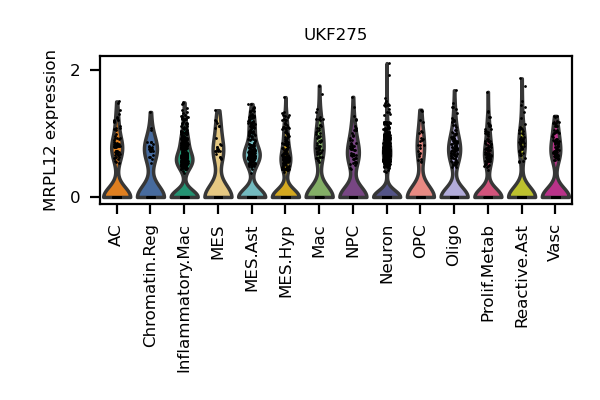 UKF275
MRPL12 expression
2
0
AC
Chromatin.Reg
Inflammatory.Mac
MES
MES.Ast
MES.Hyp
Mac
NPC
Neuron
OPC
Oligo
Prolif.Metab
Reactive.Ast
Vasc